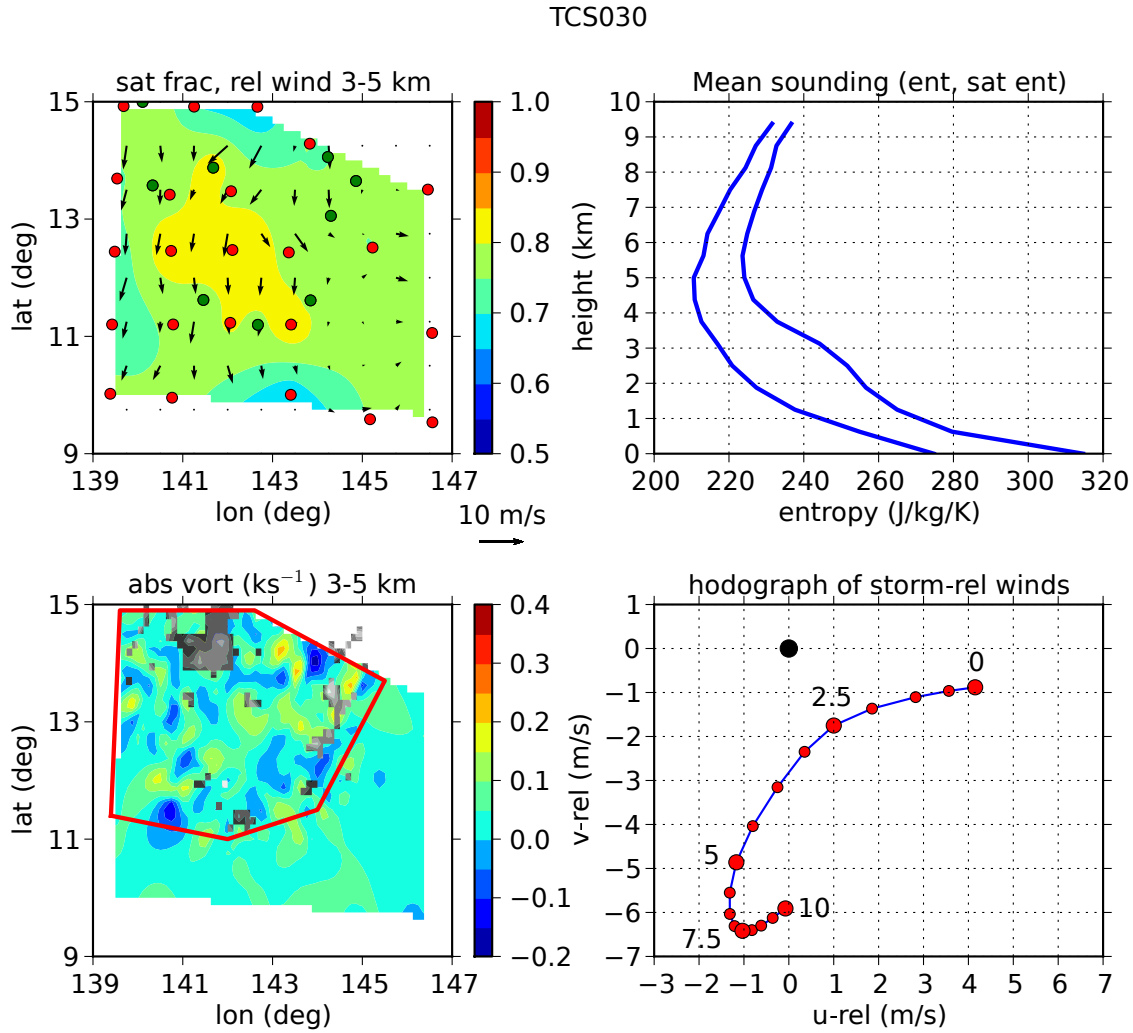 TCS030
sat frac, rel wind 3-5 km
15
13
11
9
lat (deg)
139 141 143 145 147
lon (deg)
1.0
0.9
0.8
0.7
0.6
0.5
10 m/s
Mean sounding (ent, sat ent)
10
9
8
7
6
5
4
3
2
1
0
height (km)
200 220 240 260 280 300 320
entropy (J/kg/K)
abs vort (ks⁻¹) 3-5 km
15
13
11
9
lat (deg)
139 141 143 145 147
lon (deg)
0.4
0.3
0.2
0.1
0.0
−0.1
−0.2
hodograph of storm-rel winds
1
0
−1
−2
−3
−4
−5
−6
−7
v-rel (m/s)
0
2.5
5
7.5
10
−3 −2 −1 0 1 2 3 4 5 6 7
u-rel (m/s)